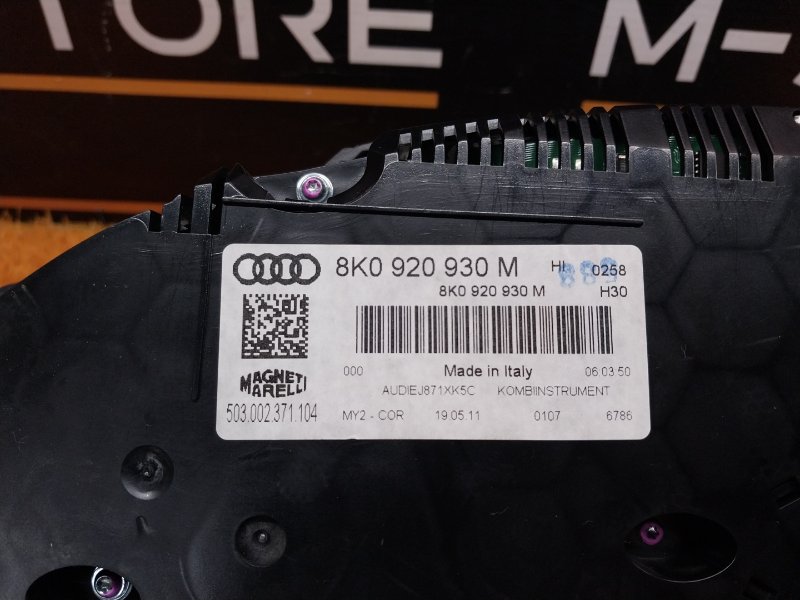 TORE M-S
8K0 920 930 M HI 0258
8K0 920 930 M H30
000 Made in Italy 06 03 50
MAGNETI
MARELLI
AUDIEJ871XK5C KOMBIINSTRUMENT
503.002.371.104 MY2 - COR 19.05.11 0107 6786